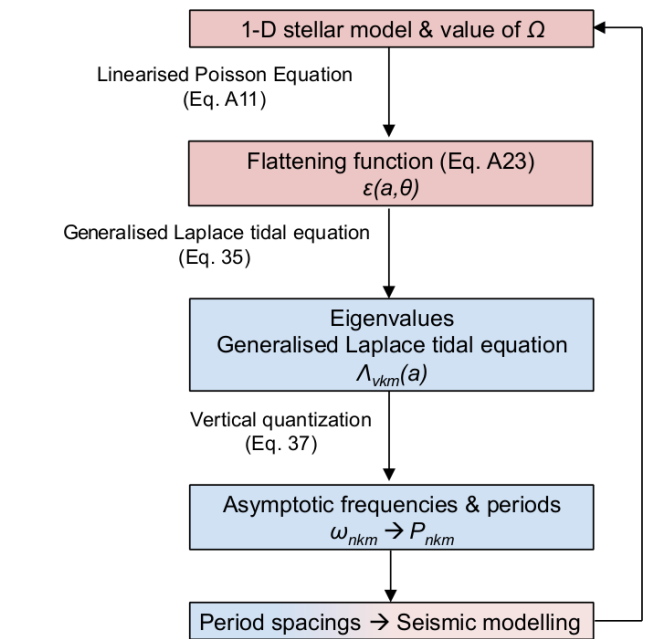 1-D stellar model & value of Ω
Linearised Poisson Equation
(Eq. A11)
Flattening function (Eq. A23)
ε(a,θ)
Generalised Laplace tidal equation
(Eq. 35)
Eigenvalues
Generalised Laplace tidal equation
Λνkm(a)
Vertical quantization
(Eq. 37)
Asymptotic frequencies & periods
ωnkm → Pnkm
Period spacings → Seismic modelling